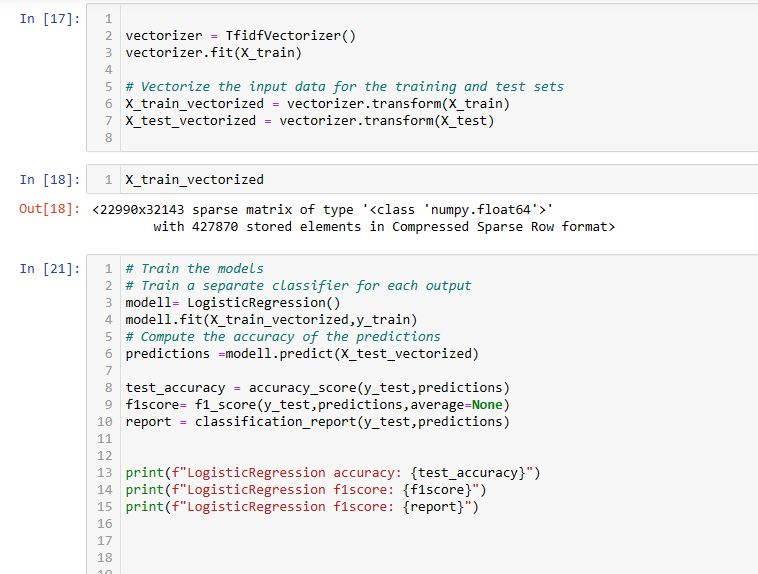 In [17]:
1
2 vectorizer = TfidfVectorizer()
3 vectorizer.fit(X_train)
4
5 # Vectorize the input data for the training and test sets
6 X_train_vectorized = vectorizer.transform(X_train)
7 X_test_vectorized = vectorizer.transform(X_test)
8
In [18]:
1 X_train_vectorized
Out[18]: <22990x32143 sparse matrix of type '<class 'numpy.float64'>'
with 427870 stored elements in Compressed Sparse Row format>
In [21]:
1 # Train the models
2 # Train a separate classifier for each output
3 modell= LogisticRegression()
4 modell.fit(X_train_vectorized,y_train)
5 # Compute the accuracy of the predictions
6 predictions =modell.predict(X_test_vectorized)
7
8 test_accuracy = accuracy_score(y_test,predictions)
9 f1score= f1_score(y_test,predictions,average=None)
10 report = classification_report(y_test,predictions)
11
12
13 print(f"LogisticRegression accuracy: {test_accuracy}")
14 print(f"LogisticRegression f1score: {f1score}")
15 print(f"LogisticRegression f1score: {report}")
16
17
18